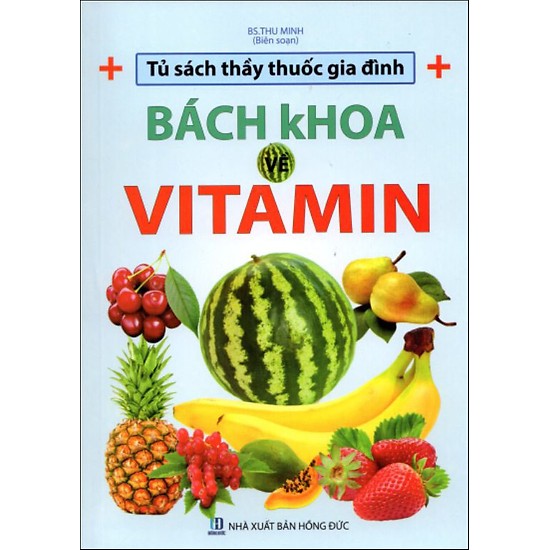 BS.THU MINH
(Biên soạn)
Tủ sách thầy thuốc gia đình
BÁCH kHOA
VỀ
VITAMIN
NHÀ XUẤT BẢN HỒNG ĐỨC